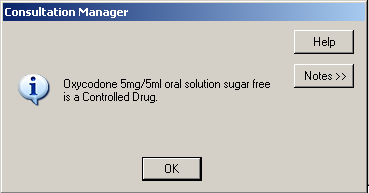 Consultation Manager
Help
Notes >>
Oxycodone 5mg/5ml oral solution sugar free
is a Controlled Drug.
OK